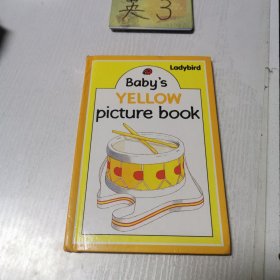 英 3
Ladybird
Baby's
YELLOW
picture book